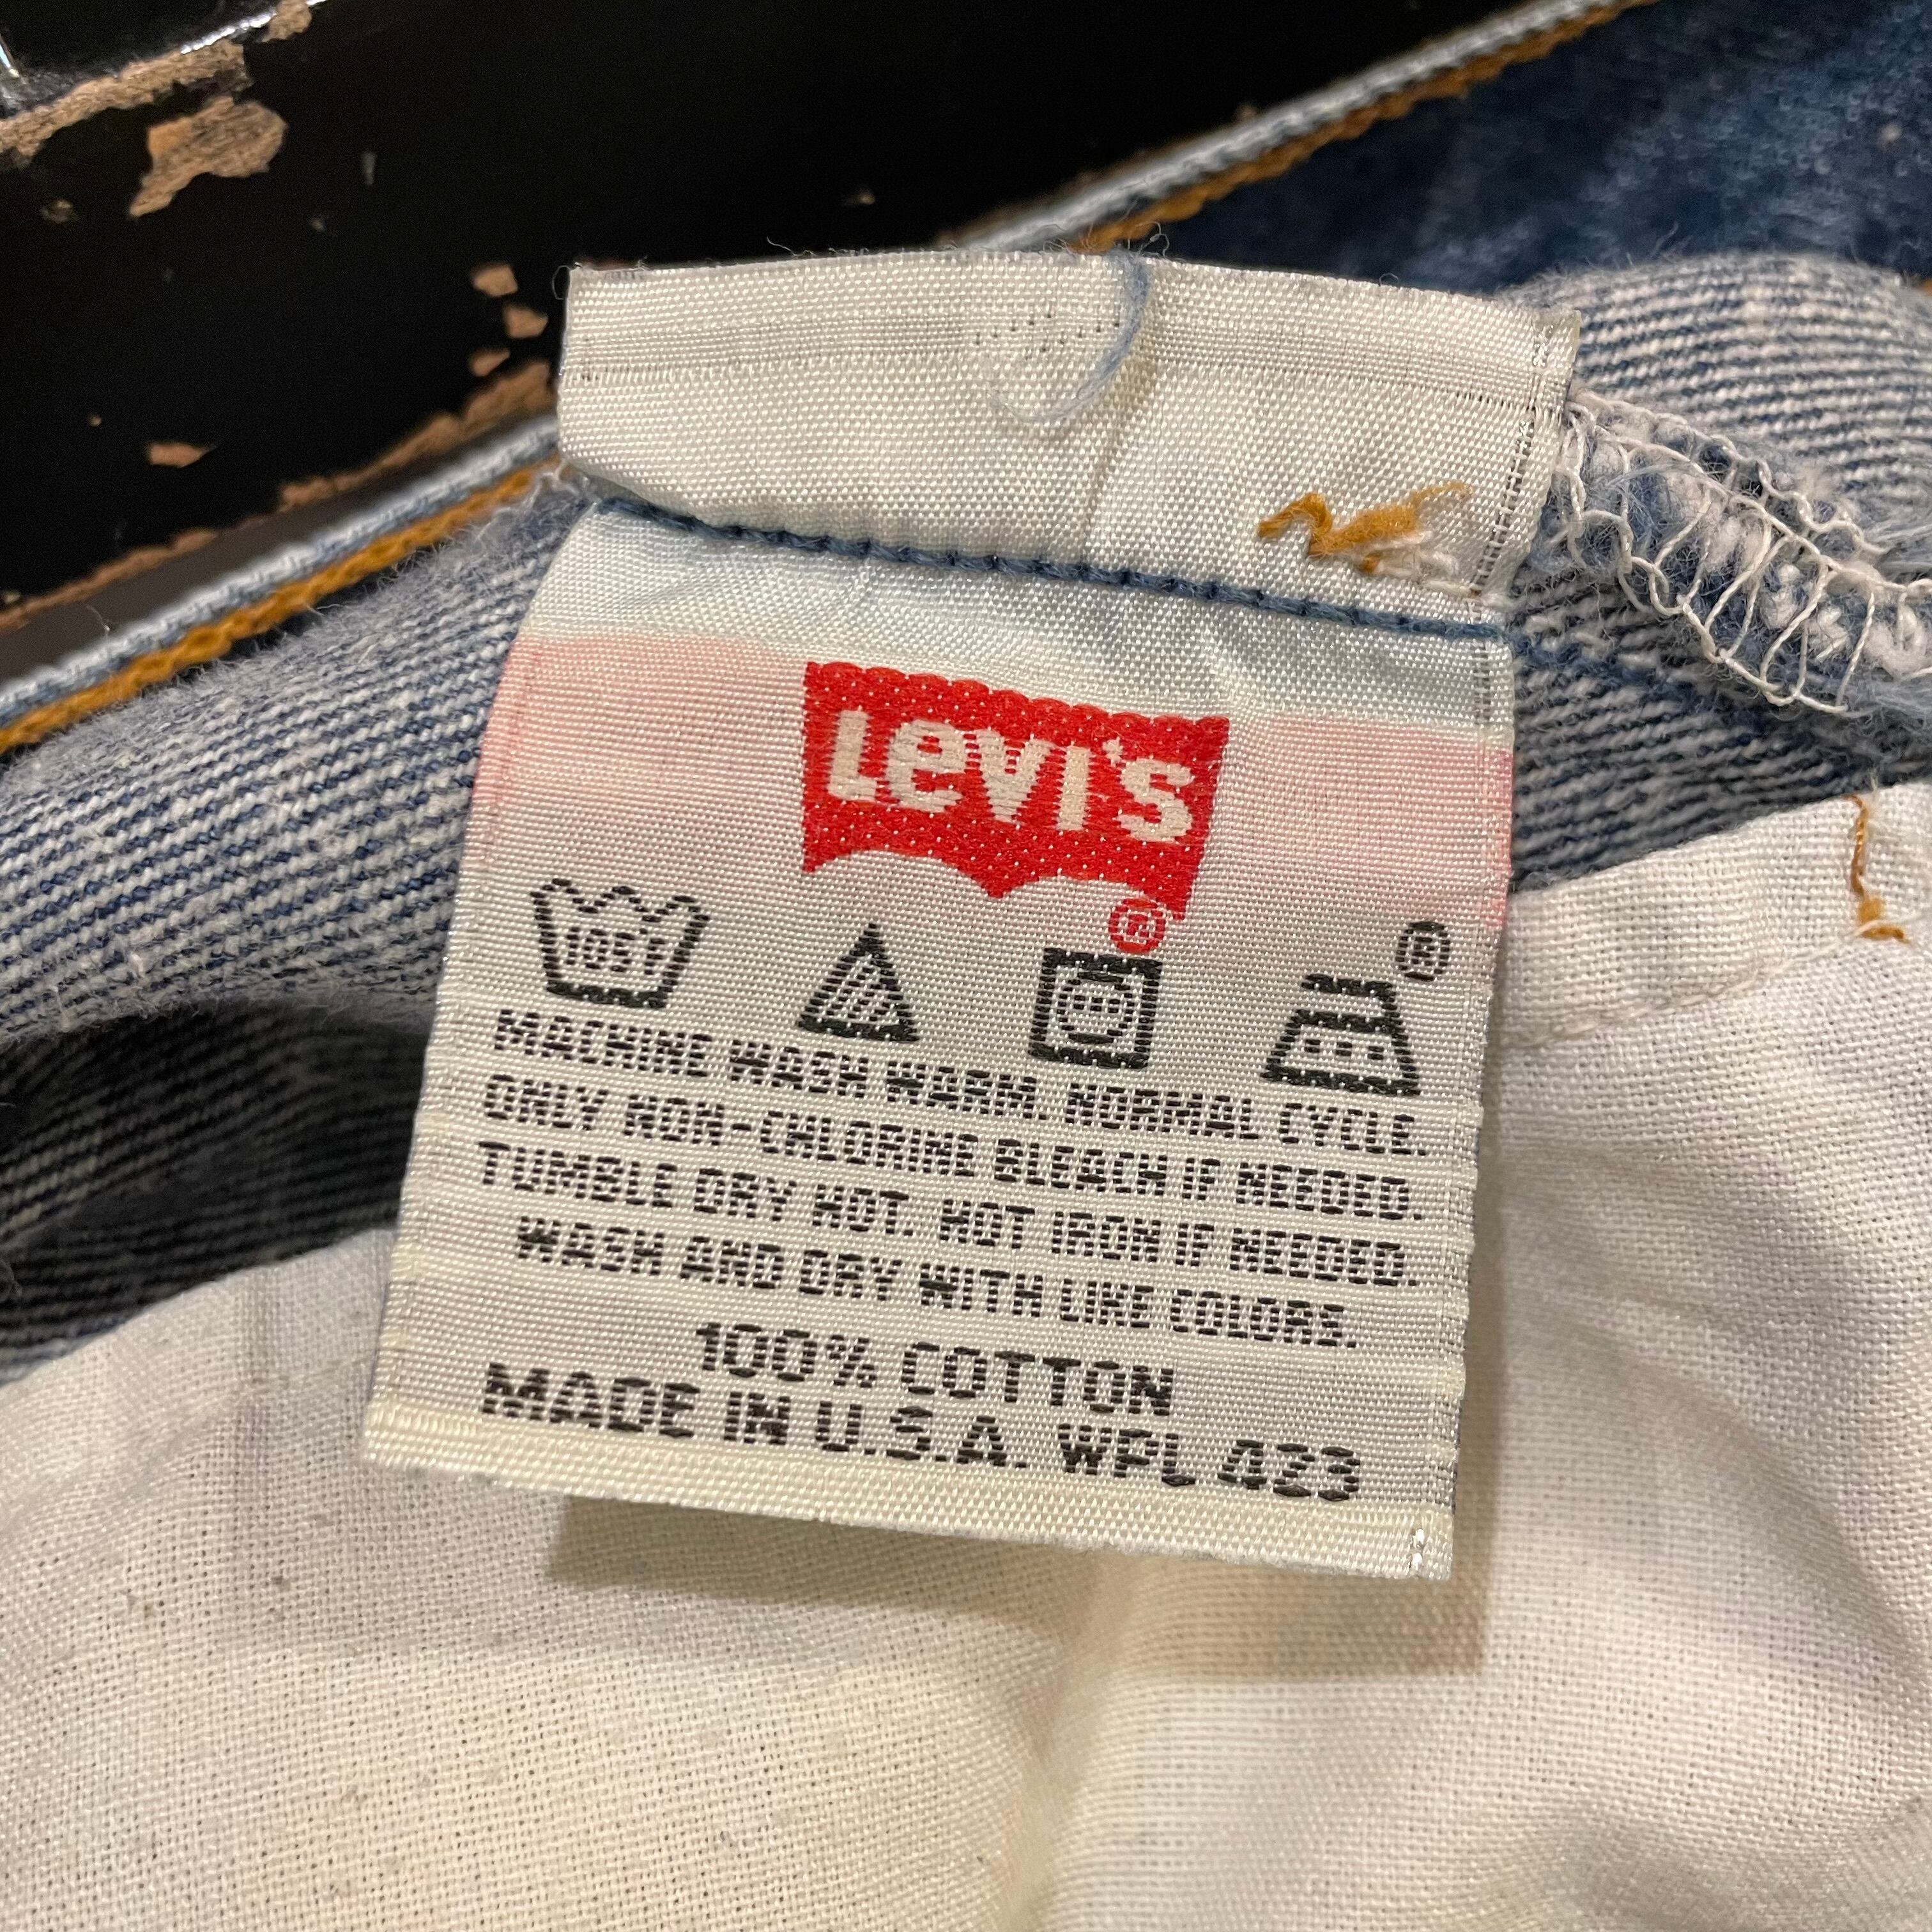 Levi's
®
105F
®
MACHINE WASH WARM. NORMAL CYCLE.
ONLY NON-CHLORINE BLEACH IF NEEDED.
TUMBLE DRY HOT. HOT IRON IF NEEDED.
WASH AND DRY WITH LIKE COLORS.
100% COTTON
MADE IN U.S.A. WPL 423